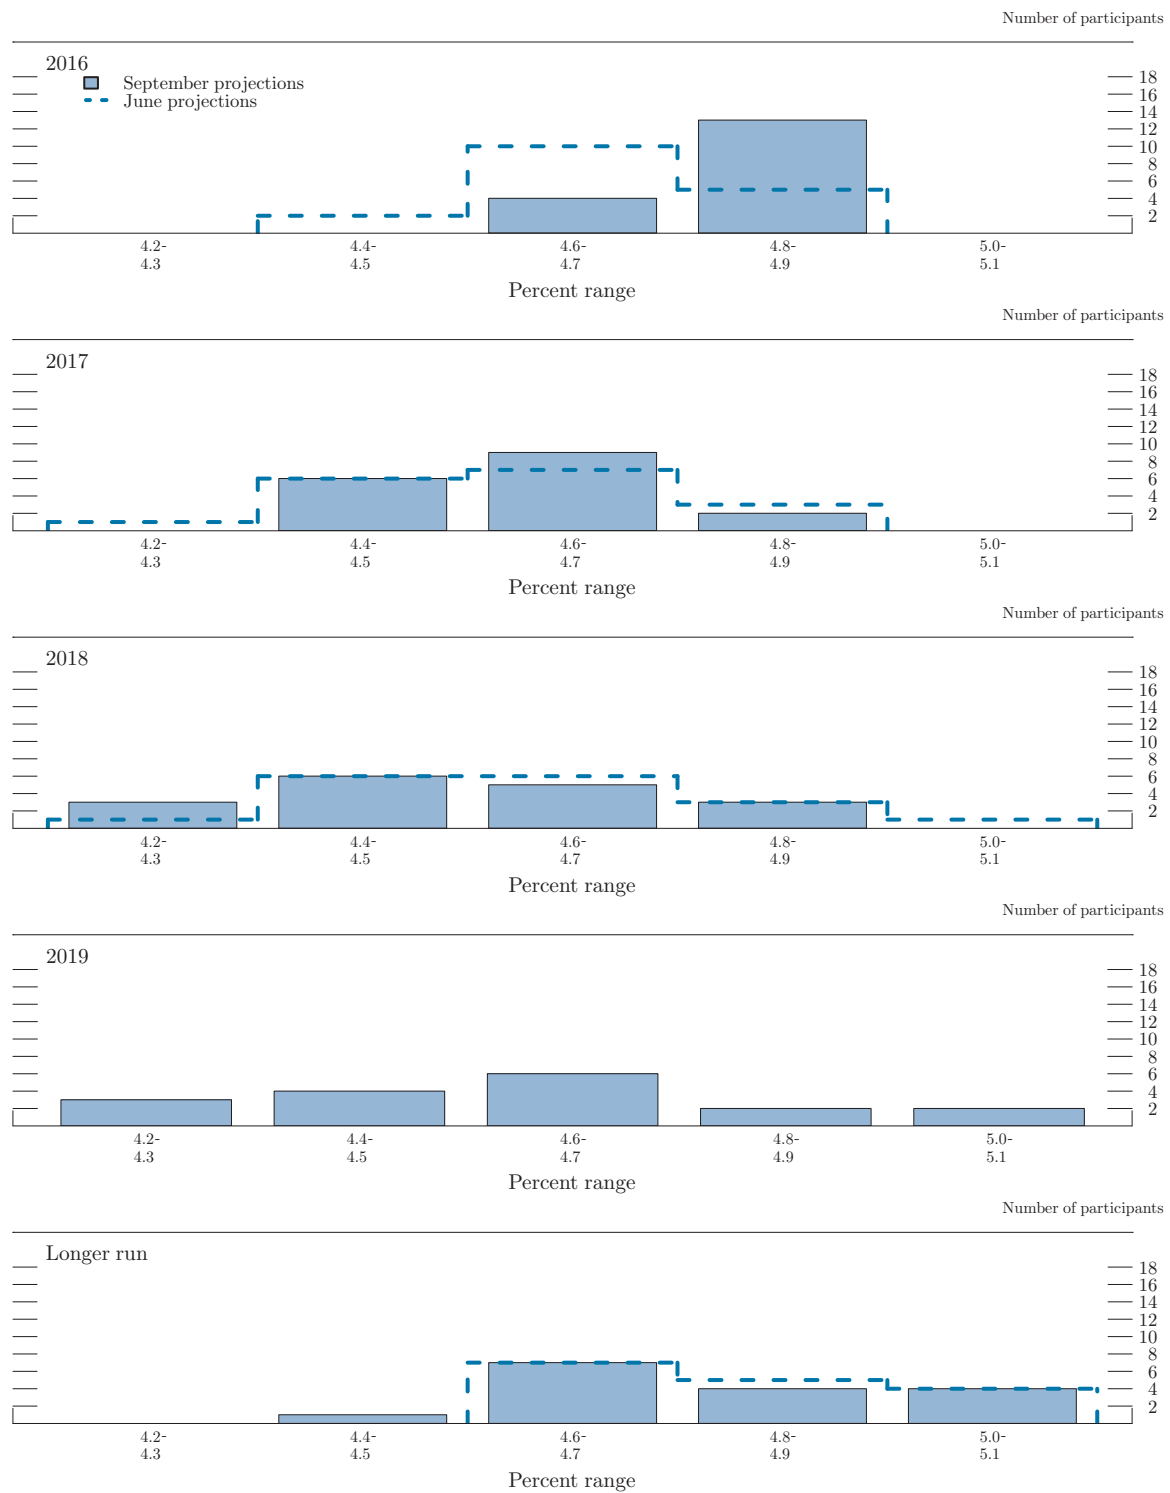 Number of participants
2016
September projections
June projections
18
16
14
12
10
8
6
4
2
4.2- 4.4- 4.6- 4.8- 5.0-
4.3 4.5 4.7 4.9 5.1
Percent range
Number of participants
2017
18
16
14
12
10
8
6
4
2
4.2- 4.4- 4.6- 4.8- 5.0-
4.3 4.5 4.7 4.9 5.1
Percent range
Number of participants
2018
18
16
14
12
10
8
6
4
2
4.2- 4.4- 4.6- 4.8- 5.0-
4.3 4.5 4.7 4.9 5.1
Percent range
Number of participants
2019
18
16
14
12
10
8
6
4
2
4.2- 4.4- 4.6- 4.8- 5.0-
4.3 4.5 4.7 4.9 5.1
Percent range
Number of participants
Longer run
18
16
14
12
10
8
6
4
2
4.2- 4.4- 4.6- 4.8- 5.0-
4.3 4.5 4.7 4.9 5.1
Percent range